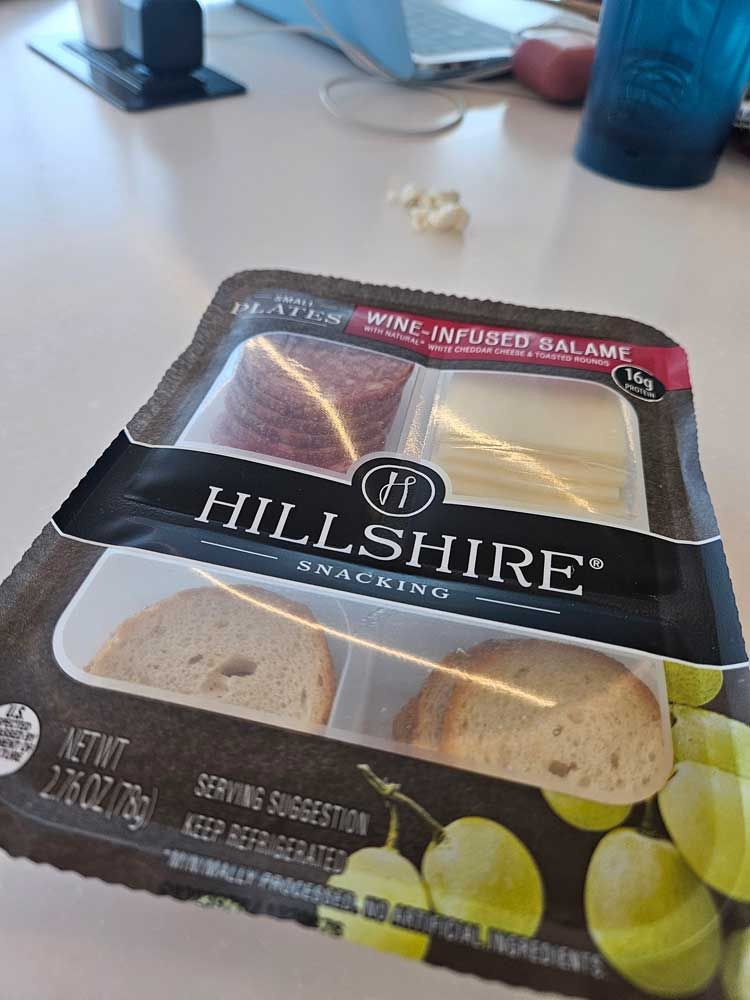 SMALL
PLATES
WINE-INFUSED SALAME
WITH NATURAL* WHITE CHEDDAR CHEESE & TOASTED ROUNDS
16g
PROTEIN
H
HILLSHIRE®
SNACKING
U.S.
NET WT
2.76 OZ (78g)
SERVING SUGGESTION
KEEP REFRIGERATED
*MINIMALLY PROCESSED, NO ARTIFICIAL INGREDIENTS